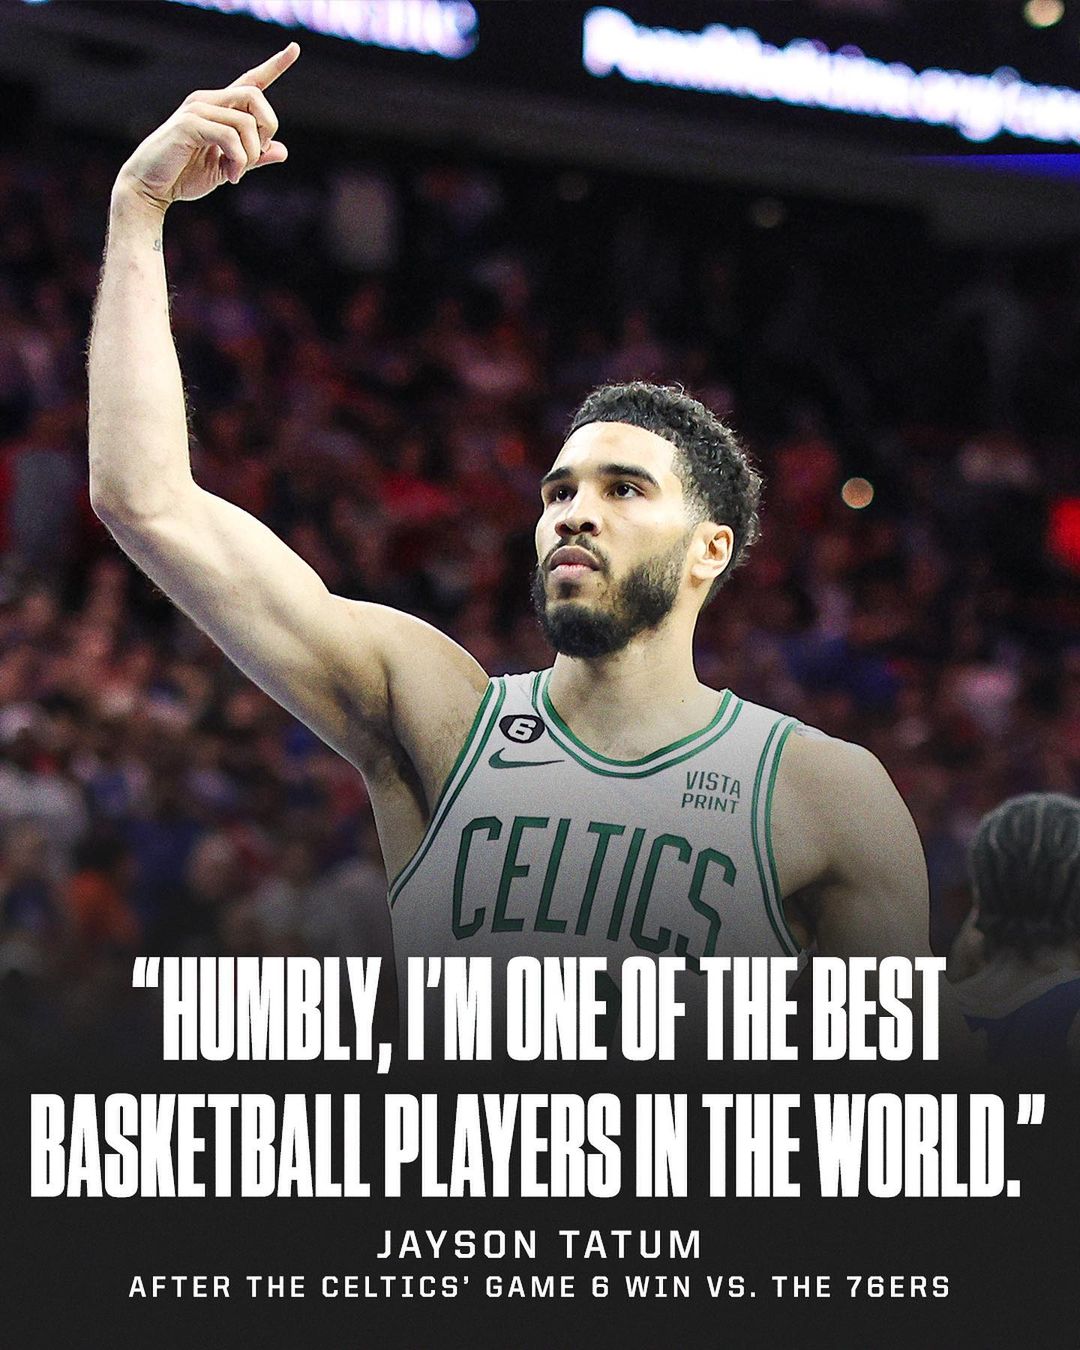 6
VISTA
PRINT
CELTICS
“HUMBLY, I’M ONE OF THE BEST
BASKETBALL PLAYERS IN THE WORLD.”
JAYSON TATUM
AFTER THE CELTICS’ GAME 6 WIN VS. THE 76ERS